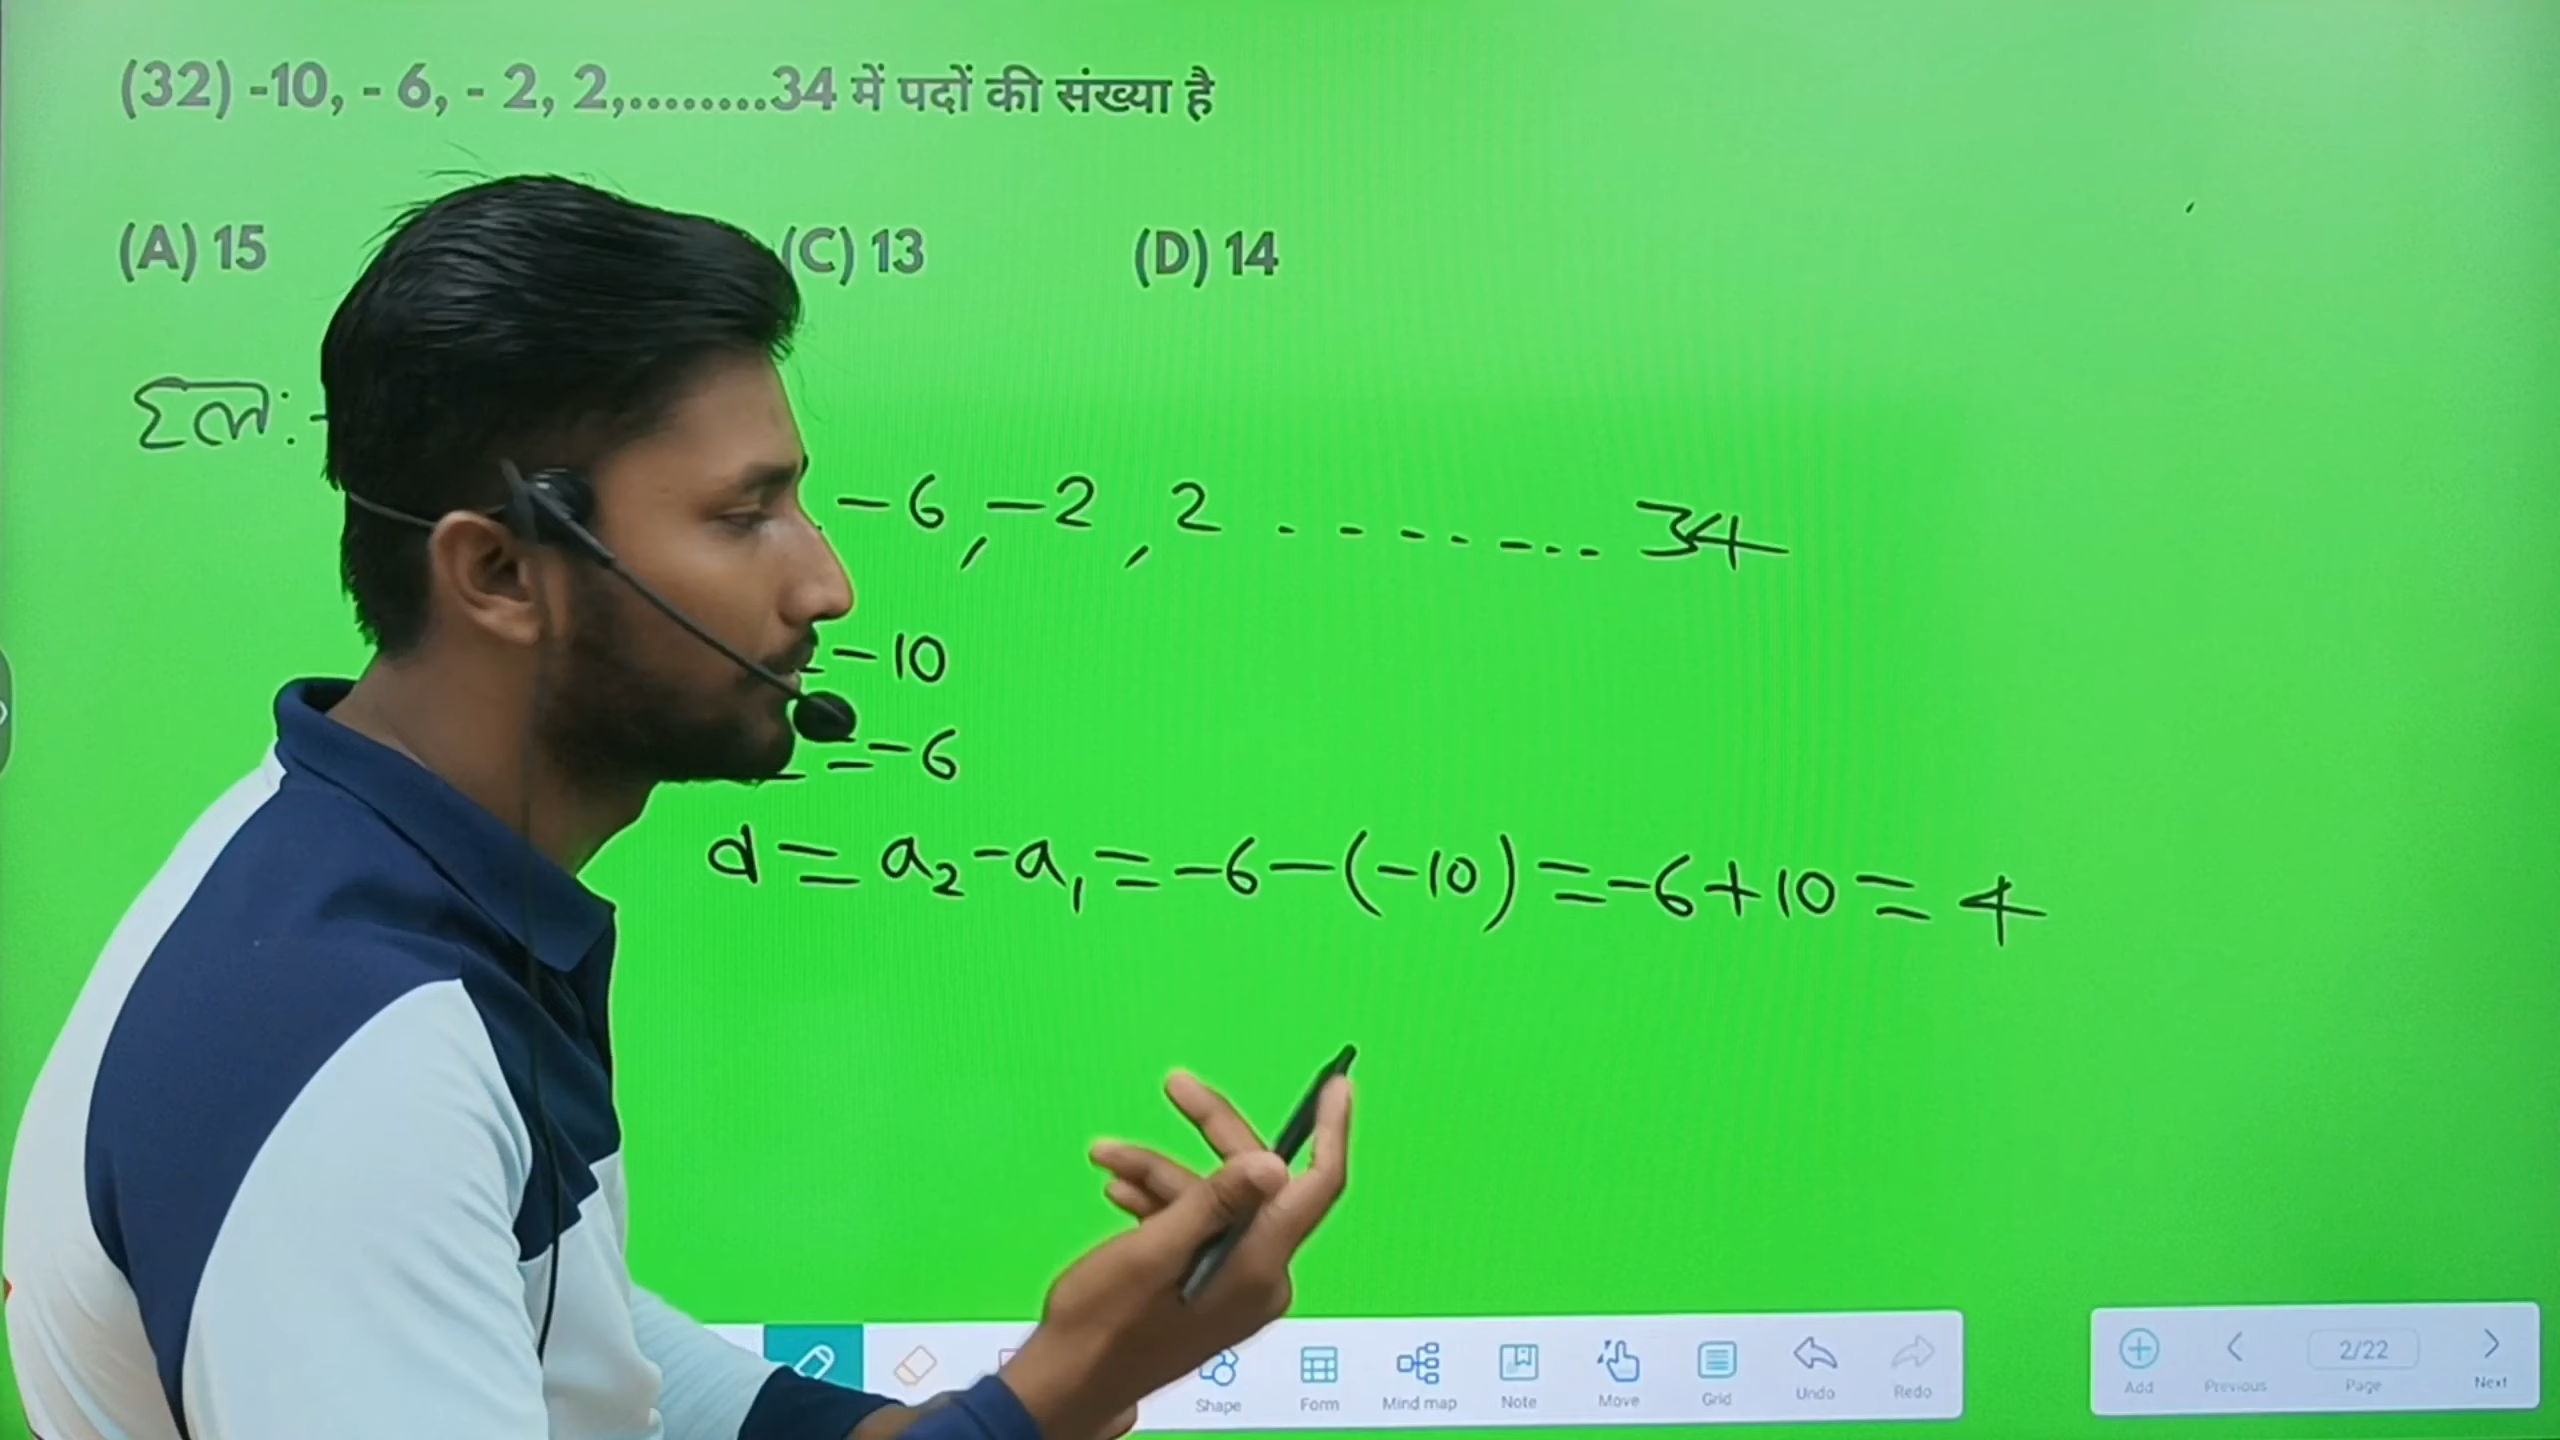 (32) -10, - 6, - 2, 2,........34 में पदों की संख्या है
(A) 15 (C) 13 (D) 14
हल:-
-6, -2, 2 ........ 34
= -10
= -6
d = a₂ - a₁ = -6 - (-10) = -6 + 10 = 4
Shape Form Mind map Note Move Grid Undo Redo
Add Previous 2/22 Page Next